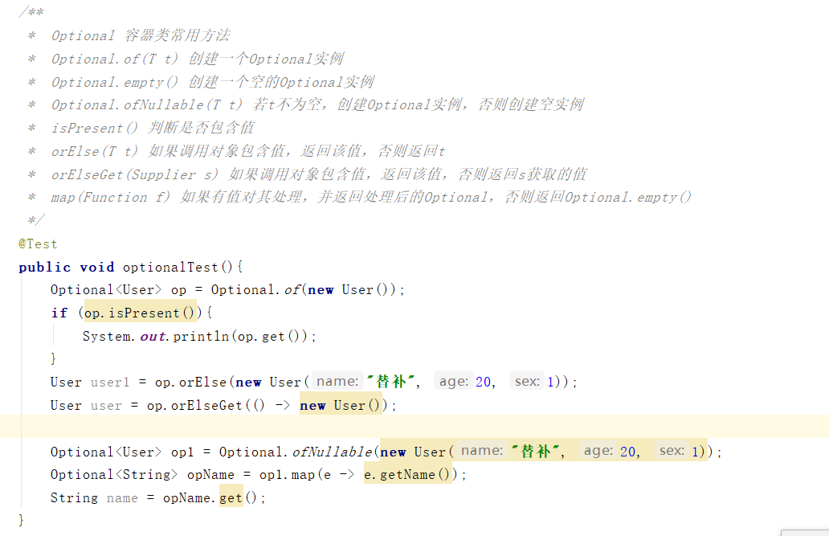 /**
 * Optional 容器类常用方法
 * Optional.of(T t) 创建一个Optional实例
 * Optional.empty() 创建一个空的Optional实例
 * Optional.ofNullable(T t) 若t不为空，创建Optional实例，否则创建空实例
 * isPresent() 判断是否包含值
 * orElse(T t) 如果调用对象包含值，返回该值，否则返回t
 * orElseGet(Supplier s) 如果调用对象包含值，返回该值，否则返回s获取的值
 * map(Function f) 如果有值对其处理，并返回处理后的Optional，否则返回Optional.empty()
 */
@Test
public void optionalTest(){
Optional<User> op = Optional.of(new User());
if (op.isPresent()){
System.out.println(op.get());
}
User user1 = op.orElse(new User( name: "替补", age: 20, sex: 1));
User user = op.orElseGet(() -> new User());
Optional<User> op1 = Optional.ofNullable(new User( name: "替补", age: 20, sex: 1));
Optional<String> opName = op1.map(e -> e.getName());
String name = opName.get();
}